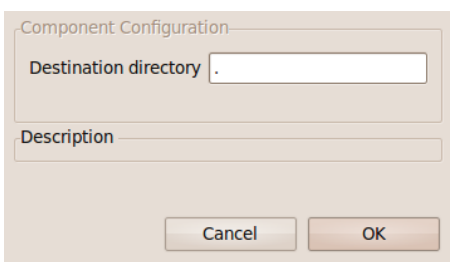 Component Configuration
Destination directory .
Description
Cancel OK